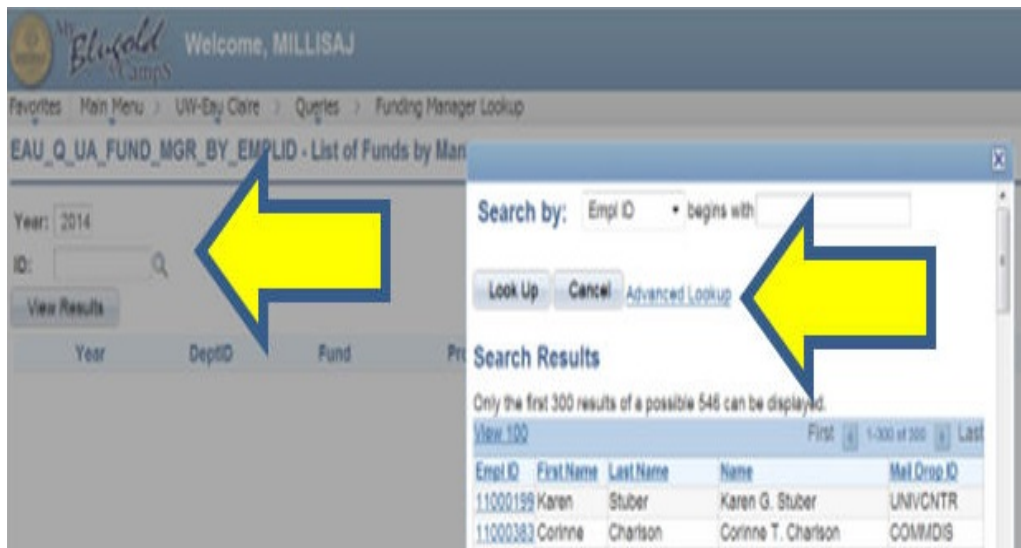 My
Blugold
CampS
Welcome, MILLISAJ
Favorites Main Menu > UW-Eau Claire > Queries > Funding Manager Lookup
EAU_Q_UA_FUND_MGR_BY_EMPLID - List of Funds by Man
Year: 2014
ID:
View Results
Year DeptID Fund Pro
Search by: Empl ID begins with
Look Up Cancel Advanced Lookup
Search Results
Only the first 300 results of a possible 546 can be displayed.
View 100 First 1-300 of 300 Last
Empl ID First Name Last Name Name Mail Drop ID
11000199 Karen Stuber Karen G. Stuber UNIVCNTR
11000383 Corinne Charlson Corinne T. Charlson COMMDIS